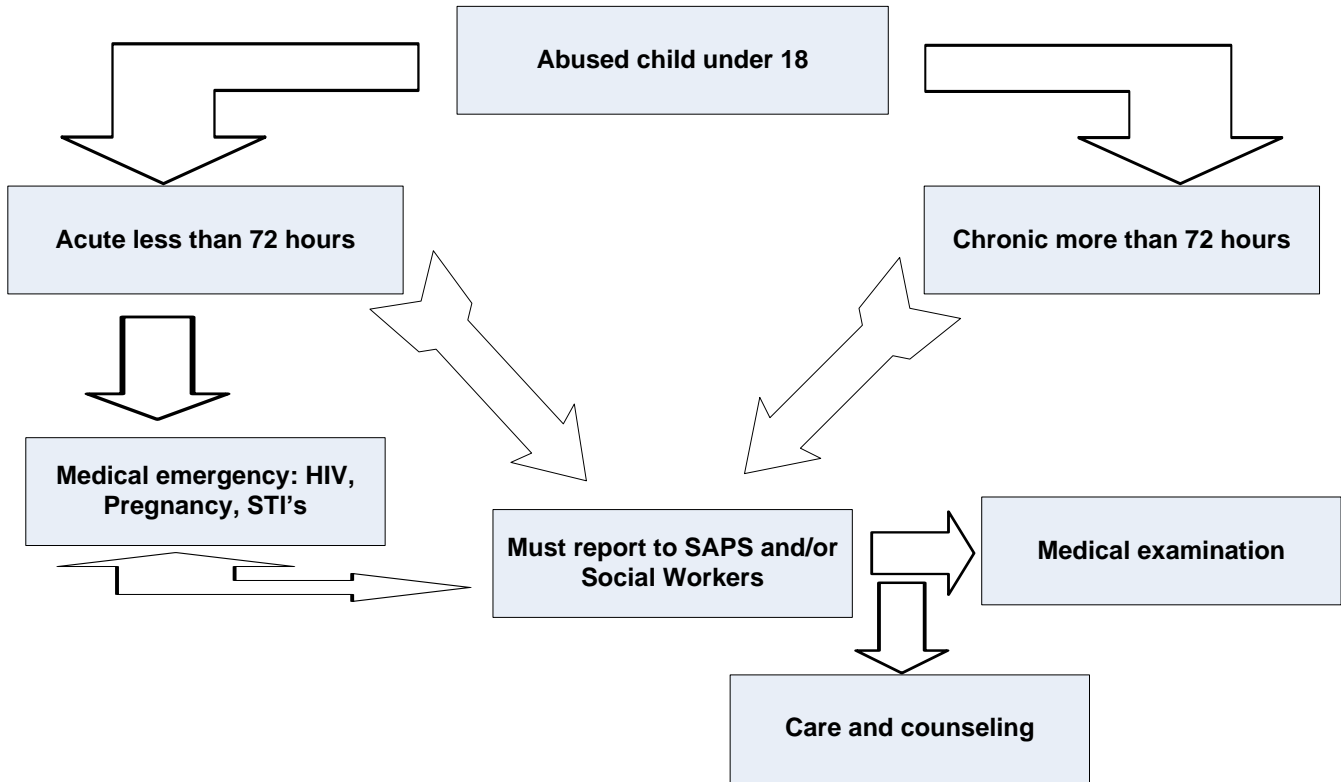 Abused child under 18
Acute less than 72 hours
Chronic more than 72 hours
Medical emergency: HIV,
Pregnancy, STI's
Must report to SAPS and/or
Social Workers
Medical examination
Care and counseling